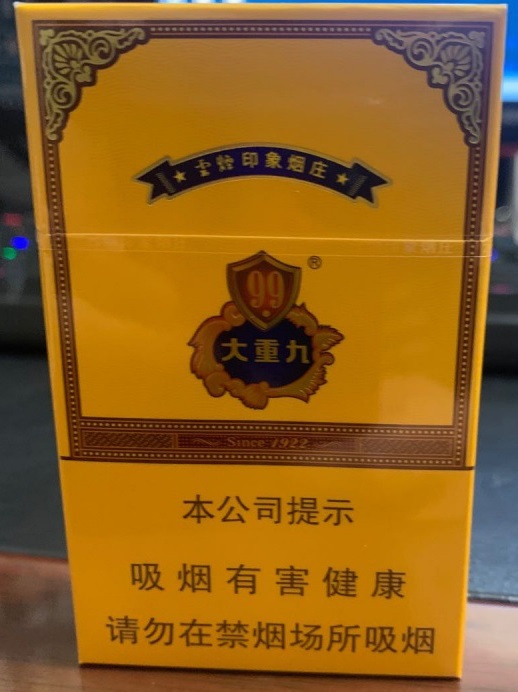 云烟印象烟庄
99
®
大重九
Since 1922
本公司提示
吸烟有害健康
请勿在禁烟场所吸烟